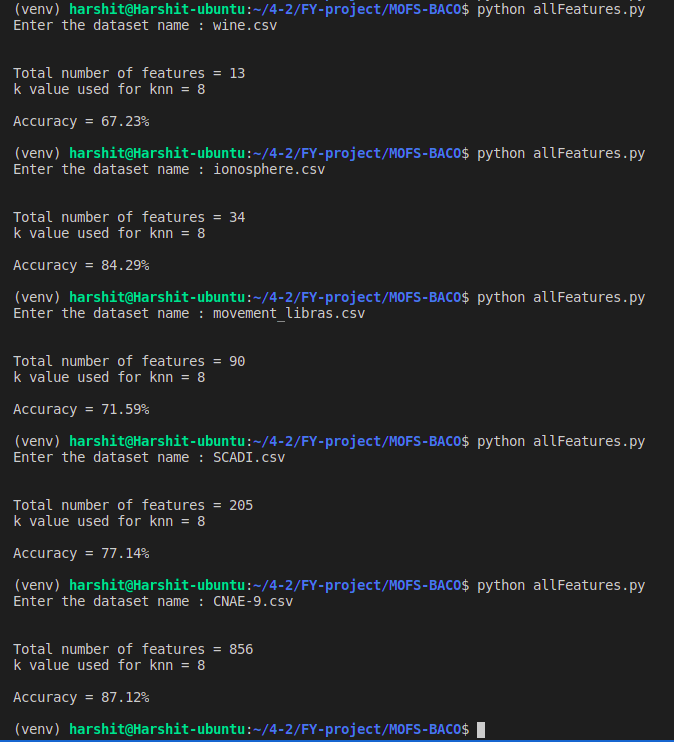 (venv) harshit@Harshit-ubuntu:~/4-2/FY-project/MOFS-BACO$ python allFeatures.py
Enter the dataset name : wine.csv
Total number of features = 13
k value used for knn = 8
Accuracy = 67.23%
(venv) harshit@Harshit-ubuntu:~/4-2/FY-project/MOFS-BACO$ python allFeatures.py
Enter the dataset name : ionosphere.csv
Total number of features = 34
k value used for knn = 8
Accuracy = 84.29%
(venv) harshit@Harshit-ubuntu:~/4-2/FY-project/MOFS-BACO$ python allFeatures.py
Enter the dataset name : movement_libras.csv
Total number of features = 90
k value used for knn = 8
Accuracy = 71.59%
(venv) harshit@Harshit-ubuntu:~/4-2/FY-project/MOFS-BACO$ python allFeatures.py
Enter the dataset name : SCADI.csv
Total number of features = 205
k value used for knn = 8
Accuracy = 77.14%
(venv) harshit@Harshit-ubuntu:~/4-2/FY-project/MOFS-BACO$ python allFeatures.py
Enter the dataset name : CNAE-9.csv
Total number of features = 856
k value used for knn = 8
Accuracy = 87.12%
(venv) harshit@Harshit-ubuntu:~/4-2/FY-project/MOFS-BACO$